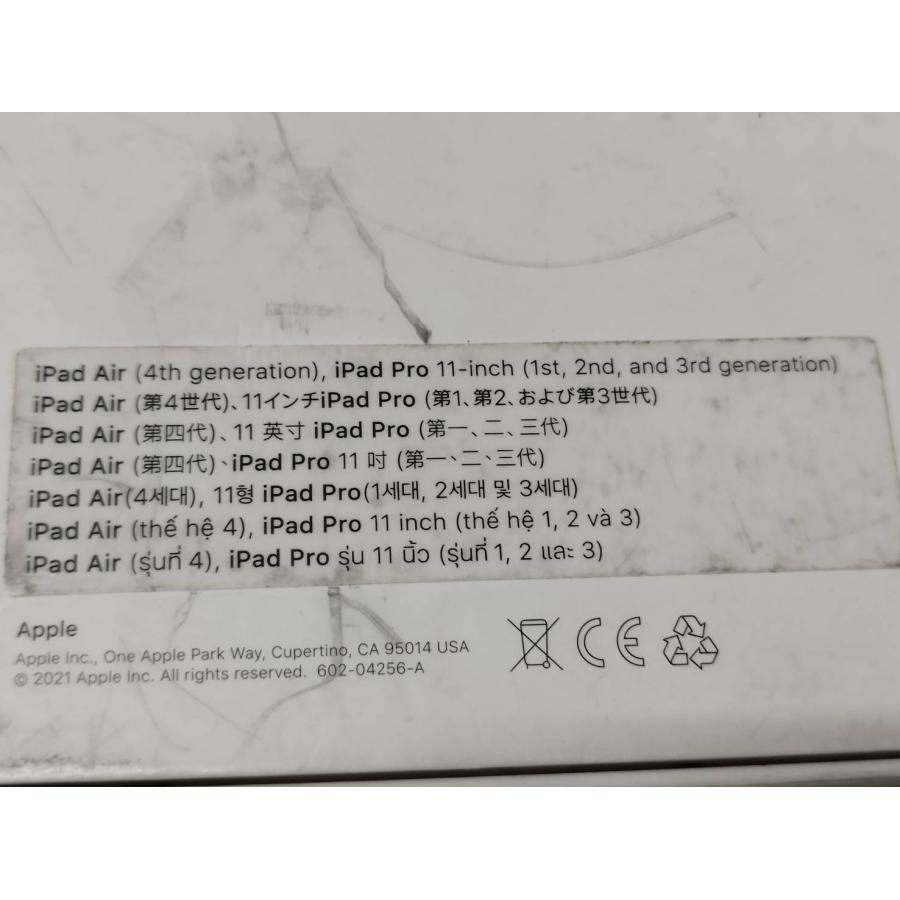 iPad Air (4th generation), iPad Pro 11-inch (1st, 2nd, and 3rd generation)
iPad Air (第4世代)、11インチiPad Pro (第1、第2、および第3世代)
iPad Air (第四代)、11 英寸 iPad Pro (第一、二、三代)
iPad Air (第四代)、iPad Pro 11 吋 (第一、二、三代)
iPad Air(4세대), 11형 iPad Pro(1세대, 2세대 및 3세대)
iPad Air (thế hệ 4), iPad Pro 11 inch (thế hệ 1, 2 và 3)
iPad Air (รุ่นที่ 4), iPad Pro รุ่น 11 นิ้ว (รุ่นที่ 1, 2 และ 3)
Apple
Apple Inc., One Apple Park Way, Cupertino, CA 95014 USA
© 2021 Apple Inc. All rights reserved. 602-04256-A
CE